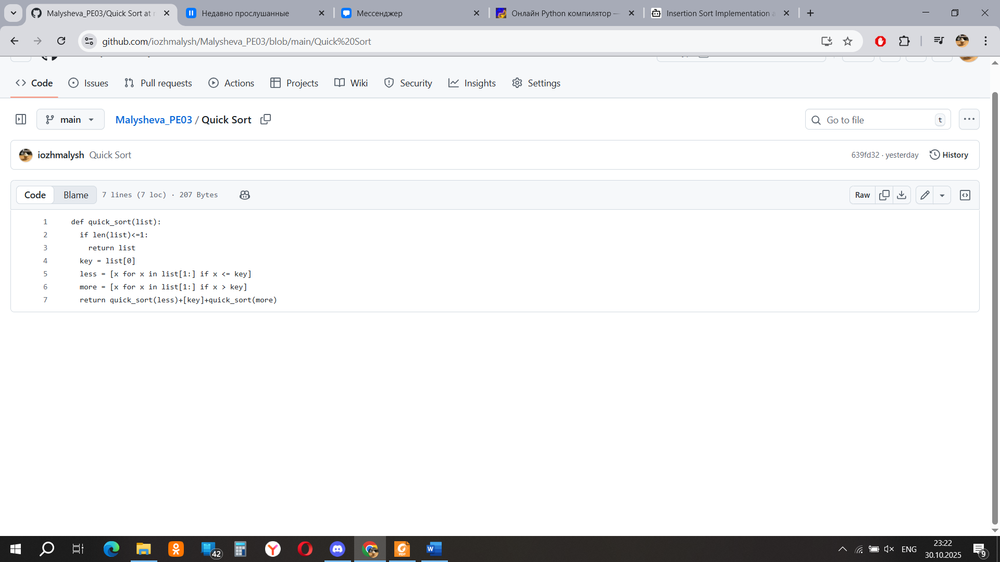 Malysheva_PE03/Quick Sort at
Недавно прослушанные
Мессенджер
Онлайн Python компилятор —
Insertion Sort Implementation a
github.com/iozhmalysh/Malysheva_PE03/blob/main/Quick%20Sort
Code
Issues
Pull requests
Actions
Projects
Wiki
Security
Insights
Settings
main
Malysheva_PE03 / Quick Sort
Go to file
t
iozhmalysh Quick Sort
639fd32 · yesterday
History
Code
Blame
7 lines (7 loc) · 207 Bytes
Raw
1 def quick_sort(list):
2   if len(list)<=1:
3     return list
4   key = list[0]
5   less = [x for x in list[1:] if x <= key]
6   more = [x for x in list[1:] if x > key]
7   return quick_sort(less)+[key]+quick_sort(more)
42
PDF
W
ENG
23:22
30.10.2025
9